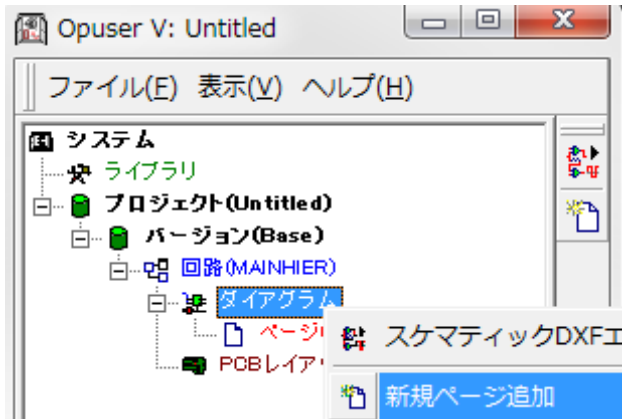 Opuser V: Untitled
ファイル(F) 表示(V) ヘルプ(H)
システム
ライブラリ
プロジェクト(Untitled)
バージョン(Base)
回路(MAINHIER)
ダイアグラム
ページ
スケマティックDXFエ
PCBレイア
新規ページ追加